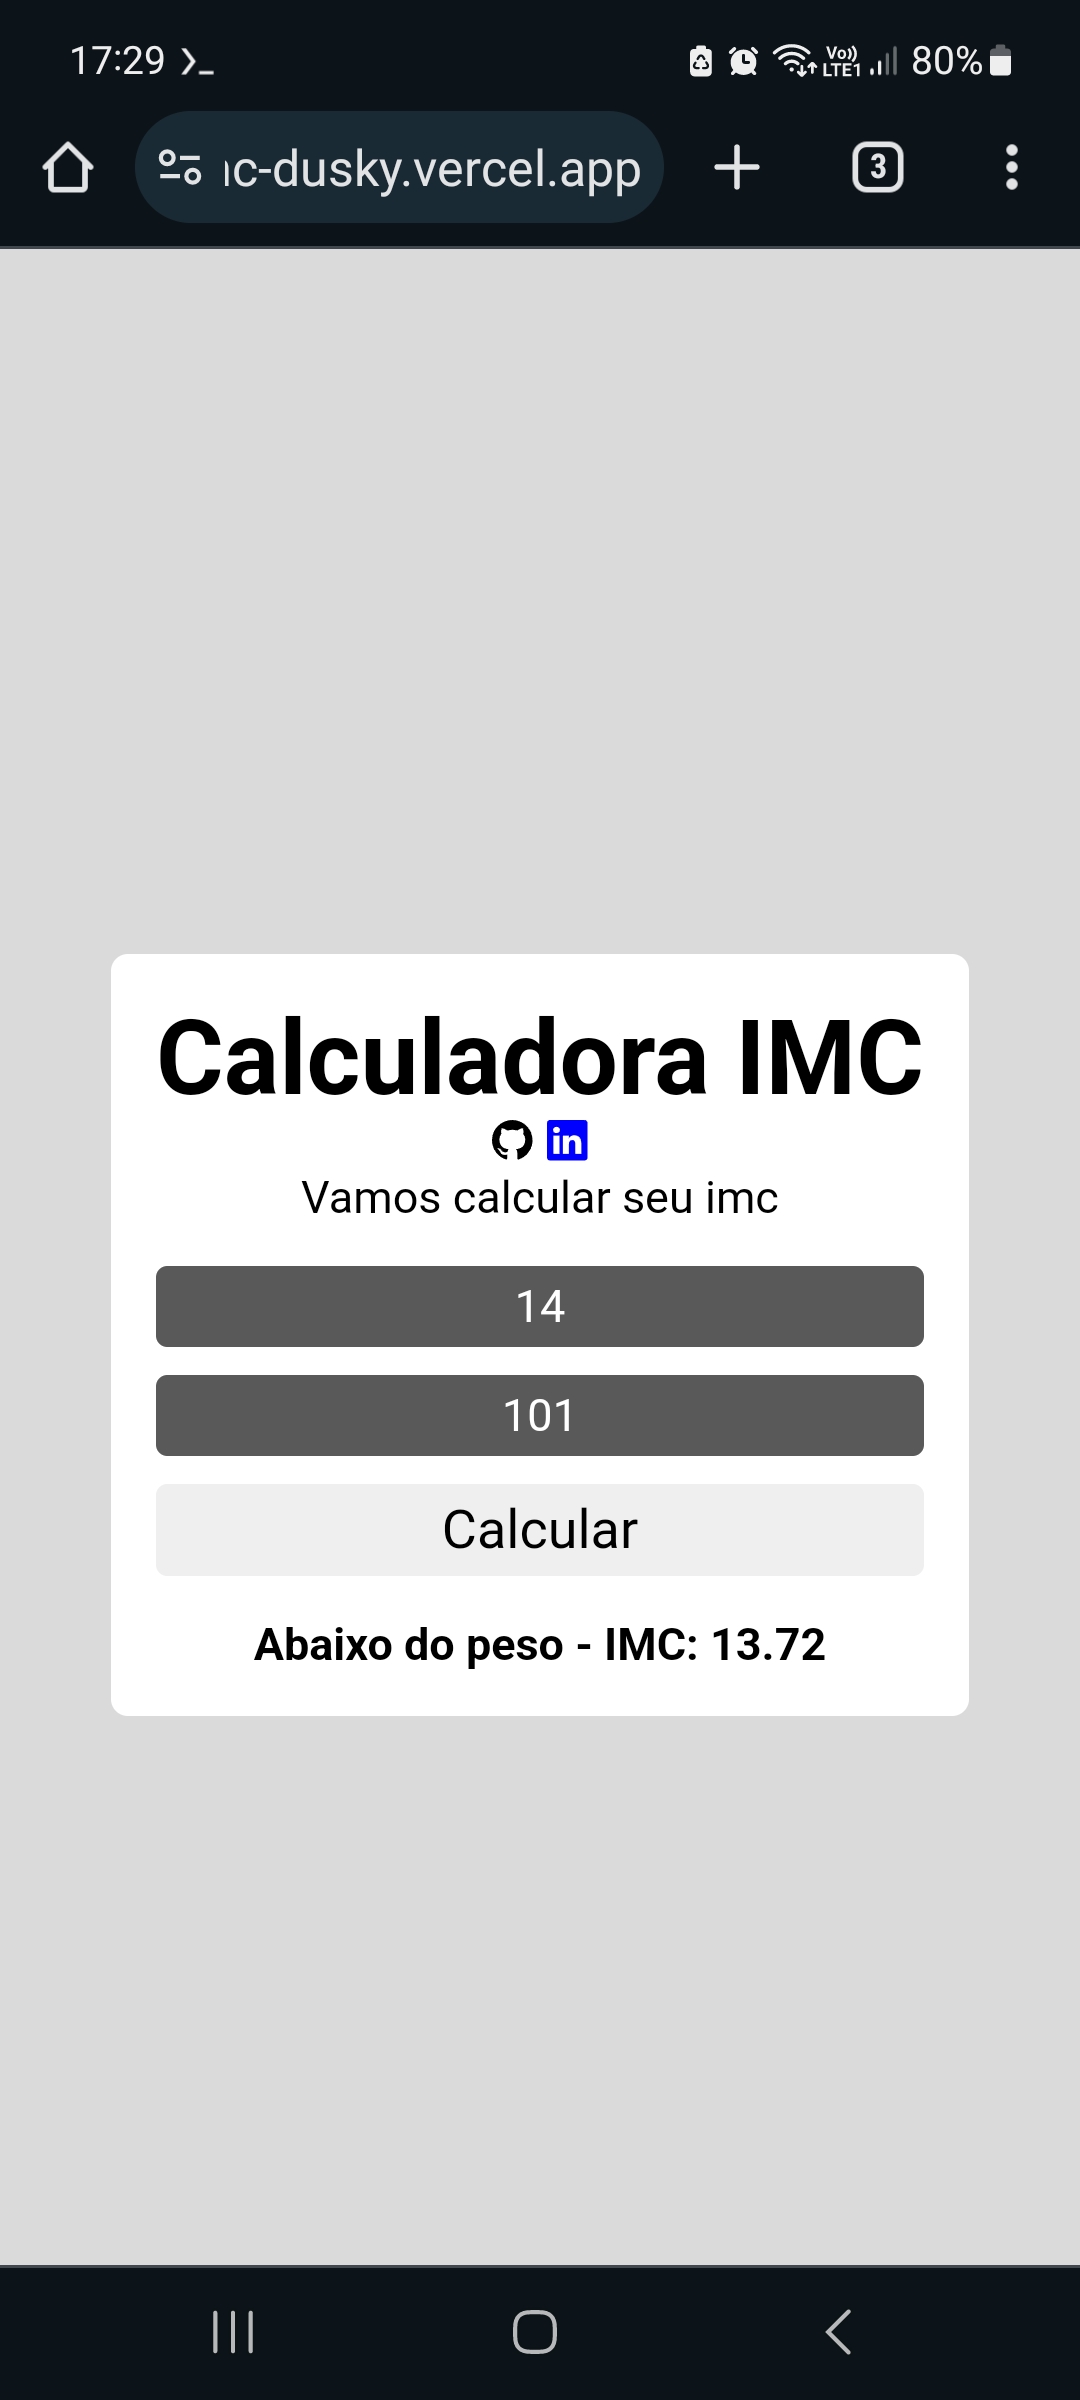 17:29
Vo)) LTE1 80%
c-dusky.vercel.app
3
Calculadora IMC
in
Vamos calcular seu imc
14
101
Calcular
Abaixo do peso - IMC: 13.72